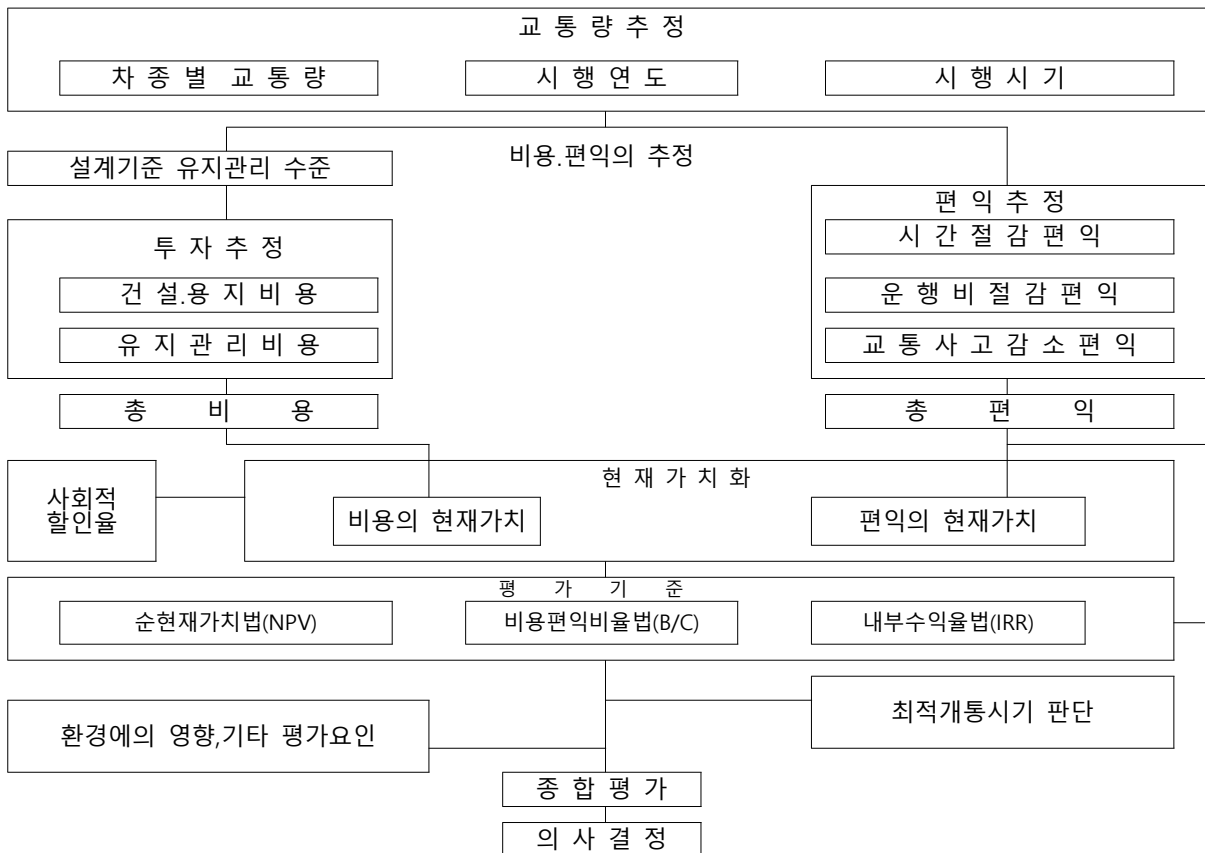 교 통 량 추 정
차 종 별 교 통 량
시 행 연 도
시 행 시 기
설계기준 유지관리 수준
비용.편익의 추정
투 자 추 정
건 설.용 지 비 용
유 지 관 리 비 용
편 익 추 정
시 간 절 감 편 익
운 행 비 절 감 편 익
교 통 사 고 감 소 편 익
총 비 용
총 편 익
사회적
할인율
현 재 가 치 화
비용의 현재가치
편익의 현재가치
평 가 기 준
순현재가치법(NPV)
비용편익비율법(B/C)
내부수익율법(IRR)
최적개통시기 판단
환경에의 영향,기타 평가요인
종 합 평 가
의 사 결 정